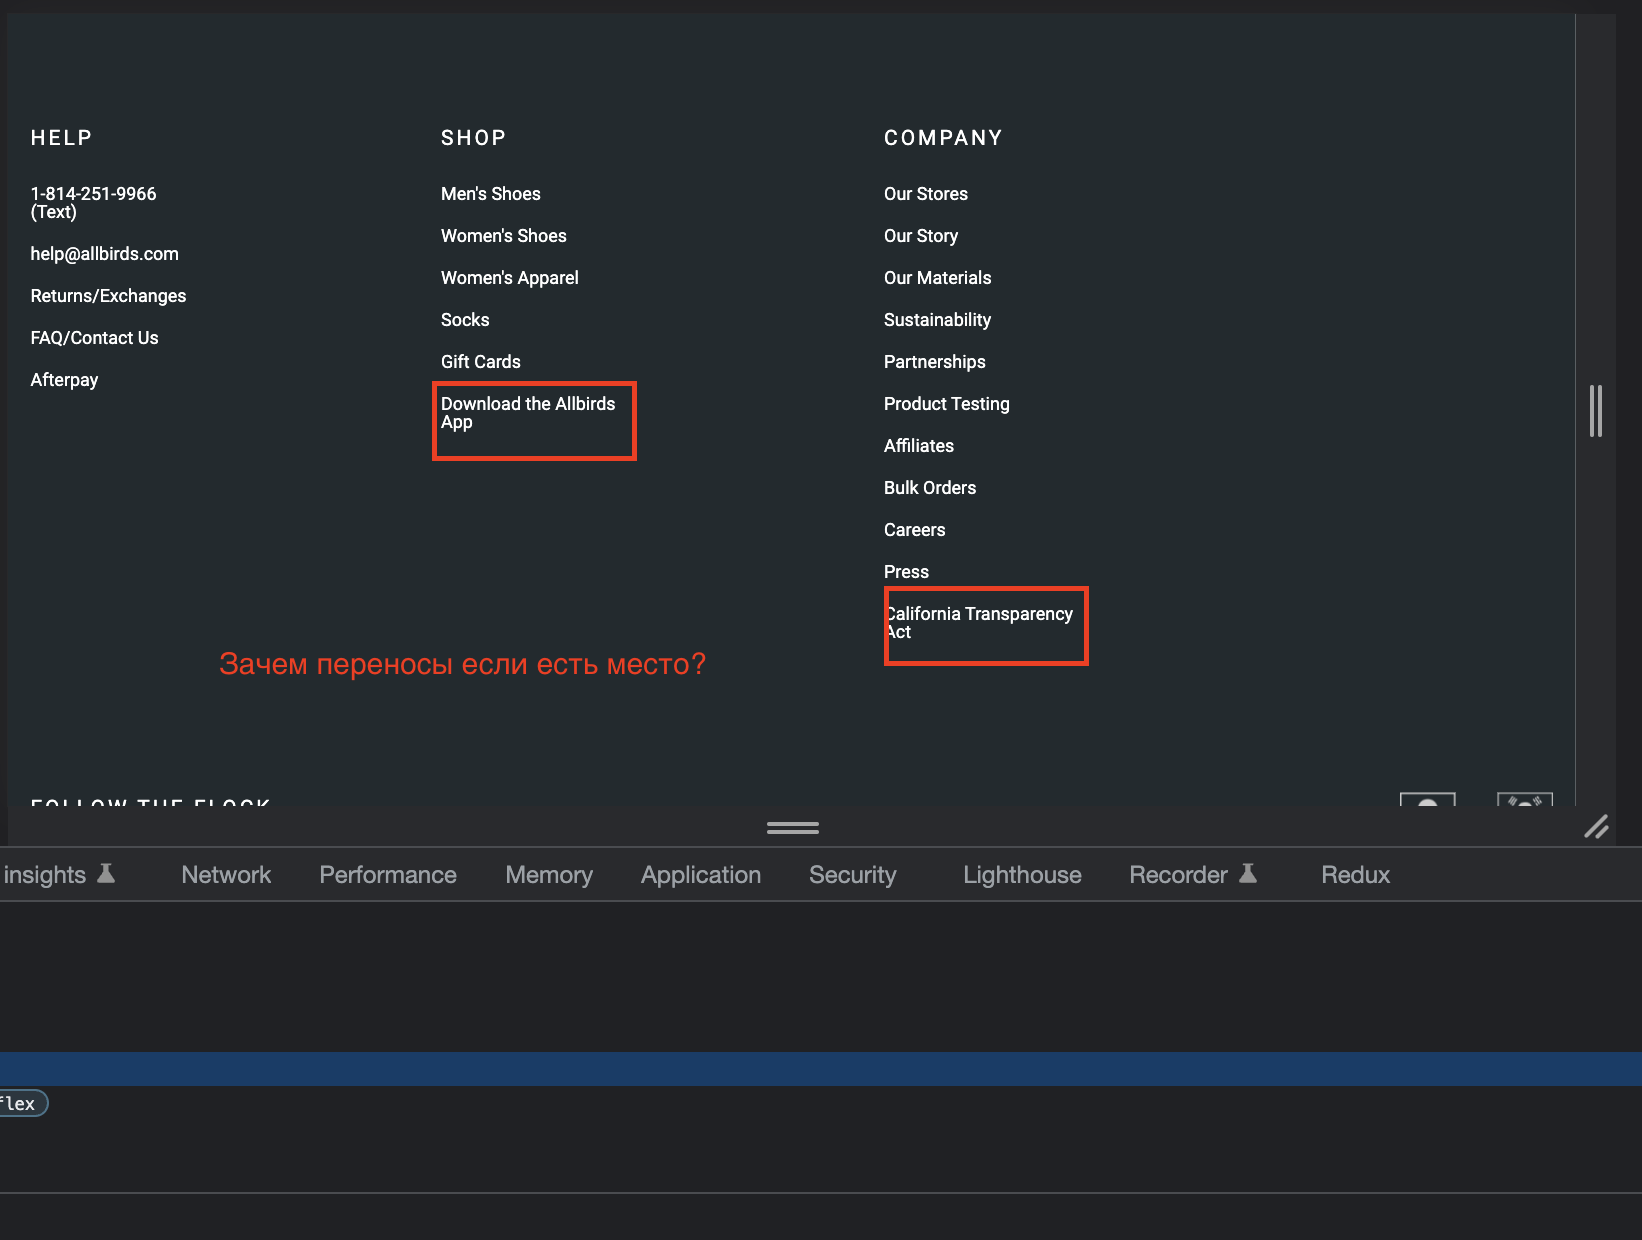 HELP
1-814-251-9966
(Text)
help@allbirds.com
Returns/Exchanges
FAQ/Contact Us
Afterpay
SHOP
Men's Shoes
Women's Shoes
Women's Apparel
Socks
Gift Cards
Download the Allbirds
App
COMPANY
Our Stores
Our Story
Our Materials
Sustainability
Partnerships
Product Testing
Affiliates
Bulk Orders
Careers
Press
California Transparency
Act
Зачем переносы если есть место?
FOLLOW THE FLOCK
insights Network Performance Memory Application Security Lighthouse Recorder Redux
flex